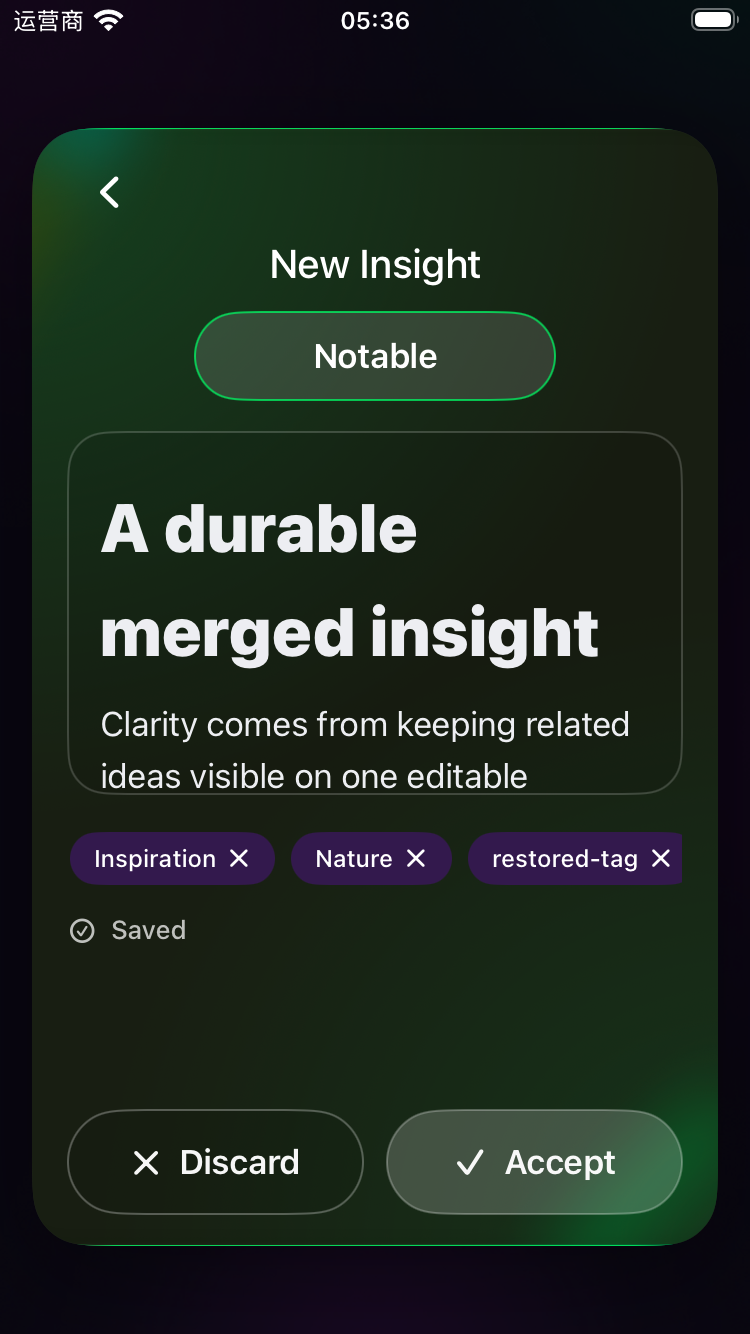 运营商
05:36
New Insight
Notable
A durable
merged insight
Clarity comes from keeping related
ideas visible on one editable
Inspiration
Nature
restored-tag
Saved
Discard
Accept